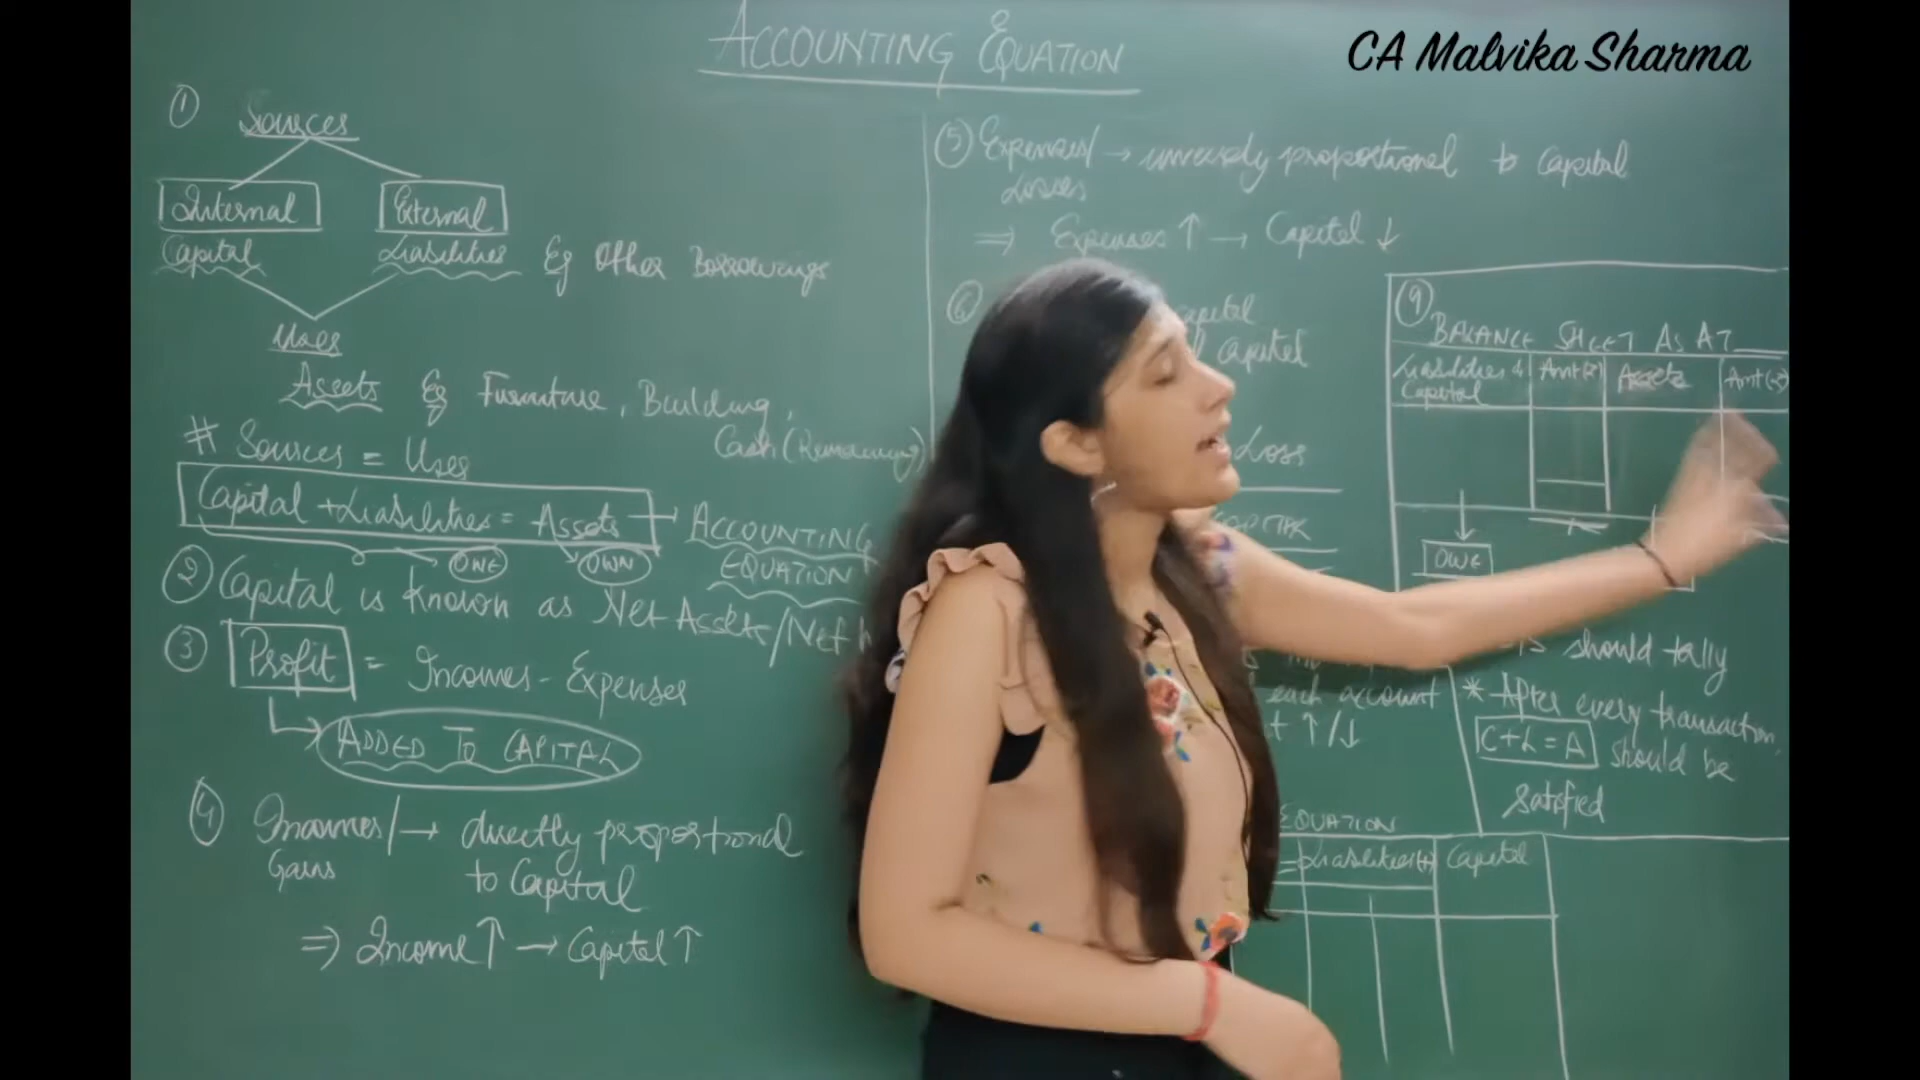 ACCOUNTING EQUATION
CA Malvika Sharma
① Sources
Internal External
Capital Liabilities Eg Other Borrowings
Uses
Assets Eg Furniture, Building,
Cash (Remaining)
# Sources = Uses
Capital + Liabilities = Assets → ACCOUNTING
EQUATION
OWE OWN
② Capital is known as Net Assets/Net
③ Profit = Incomes - Expenses
ADDED TO CAPITAL
④ Incomes/ → directly proportional
Gains to Capital
⇒ Income ↑ → Capital ↑
⑤ Expenses/ → inversely proportional to Capital
Losses
⇒ Expenses ↑ → Capital ↓
⑥ apital
Capital
Loss
⑨
BALANCE SHEET AS AT
Liabilities & Amt(₹) Assets Amt(₹)
Capital
OWE
should tally
each account
↑/↓
* After every transaction,
C+L=A should be
satisfied
EQUATION
= Liabilities (+) Capital